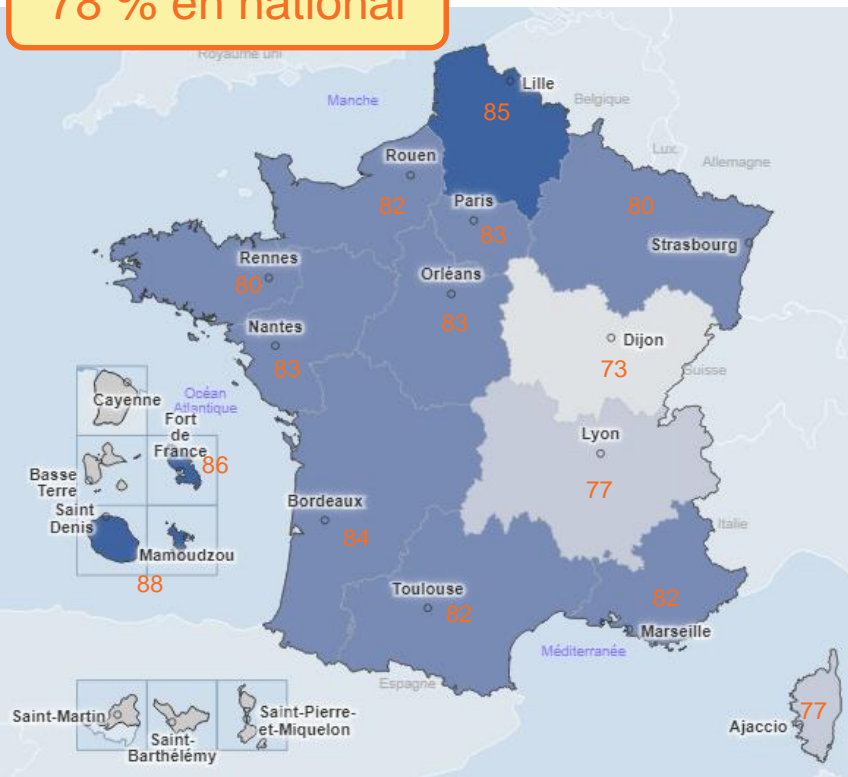 78 % en national
Royaume uni
Lille
Manche
Belgique
85
Rouen
Lux.
Allemagne
Paris
82
80
83
Strasbourg
Rennes
Orléans
80
83
Nantes
Dijon
83
73
Suisse
Cayenne
Océan
Atlantique
Fort
de
France
86
Lyon
Basse
Terre
77
Saint
Denis
Bordeaux
Italie
84
Mamoudzou
88
Toulouse
82
82
Marseille
Méditerranée
Espagne
Saint-Martin
Saint-
Barthélémy
Saint-Pierre-
et-Miquelon
77
Ajaccio